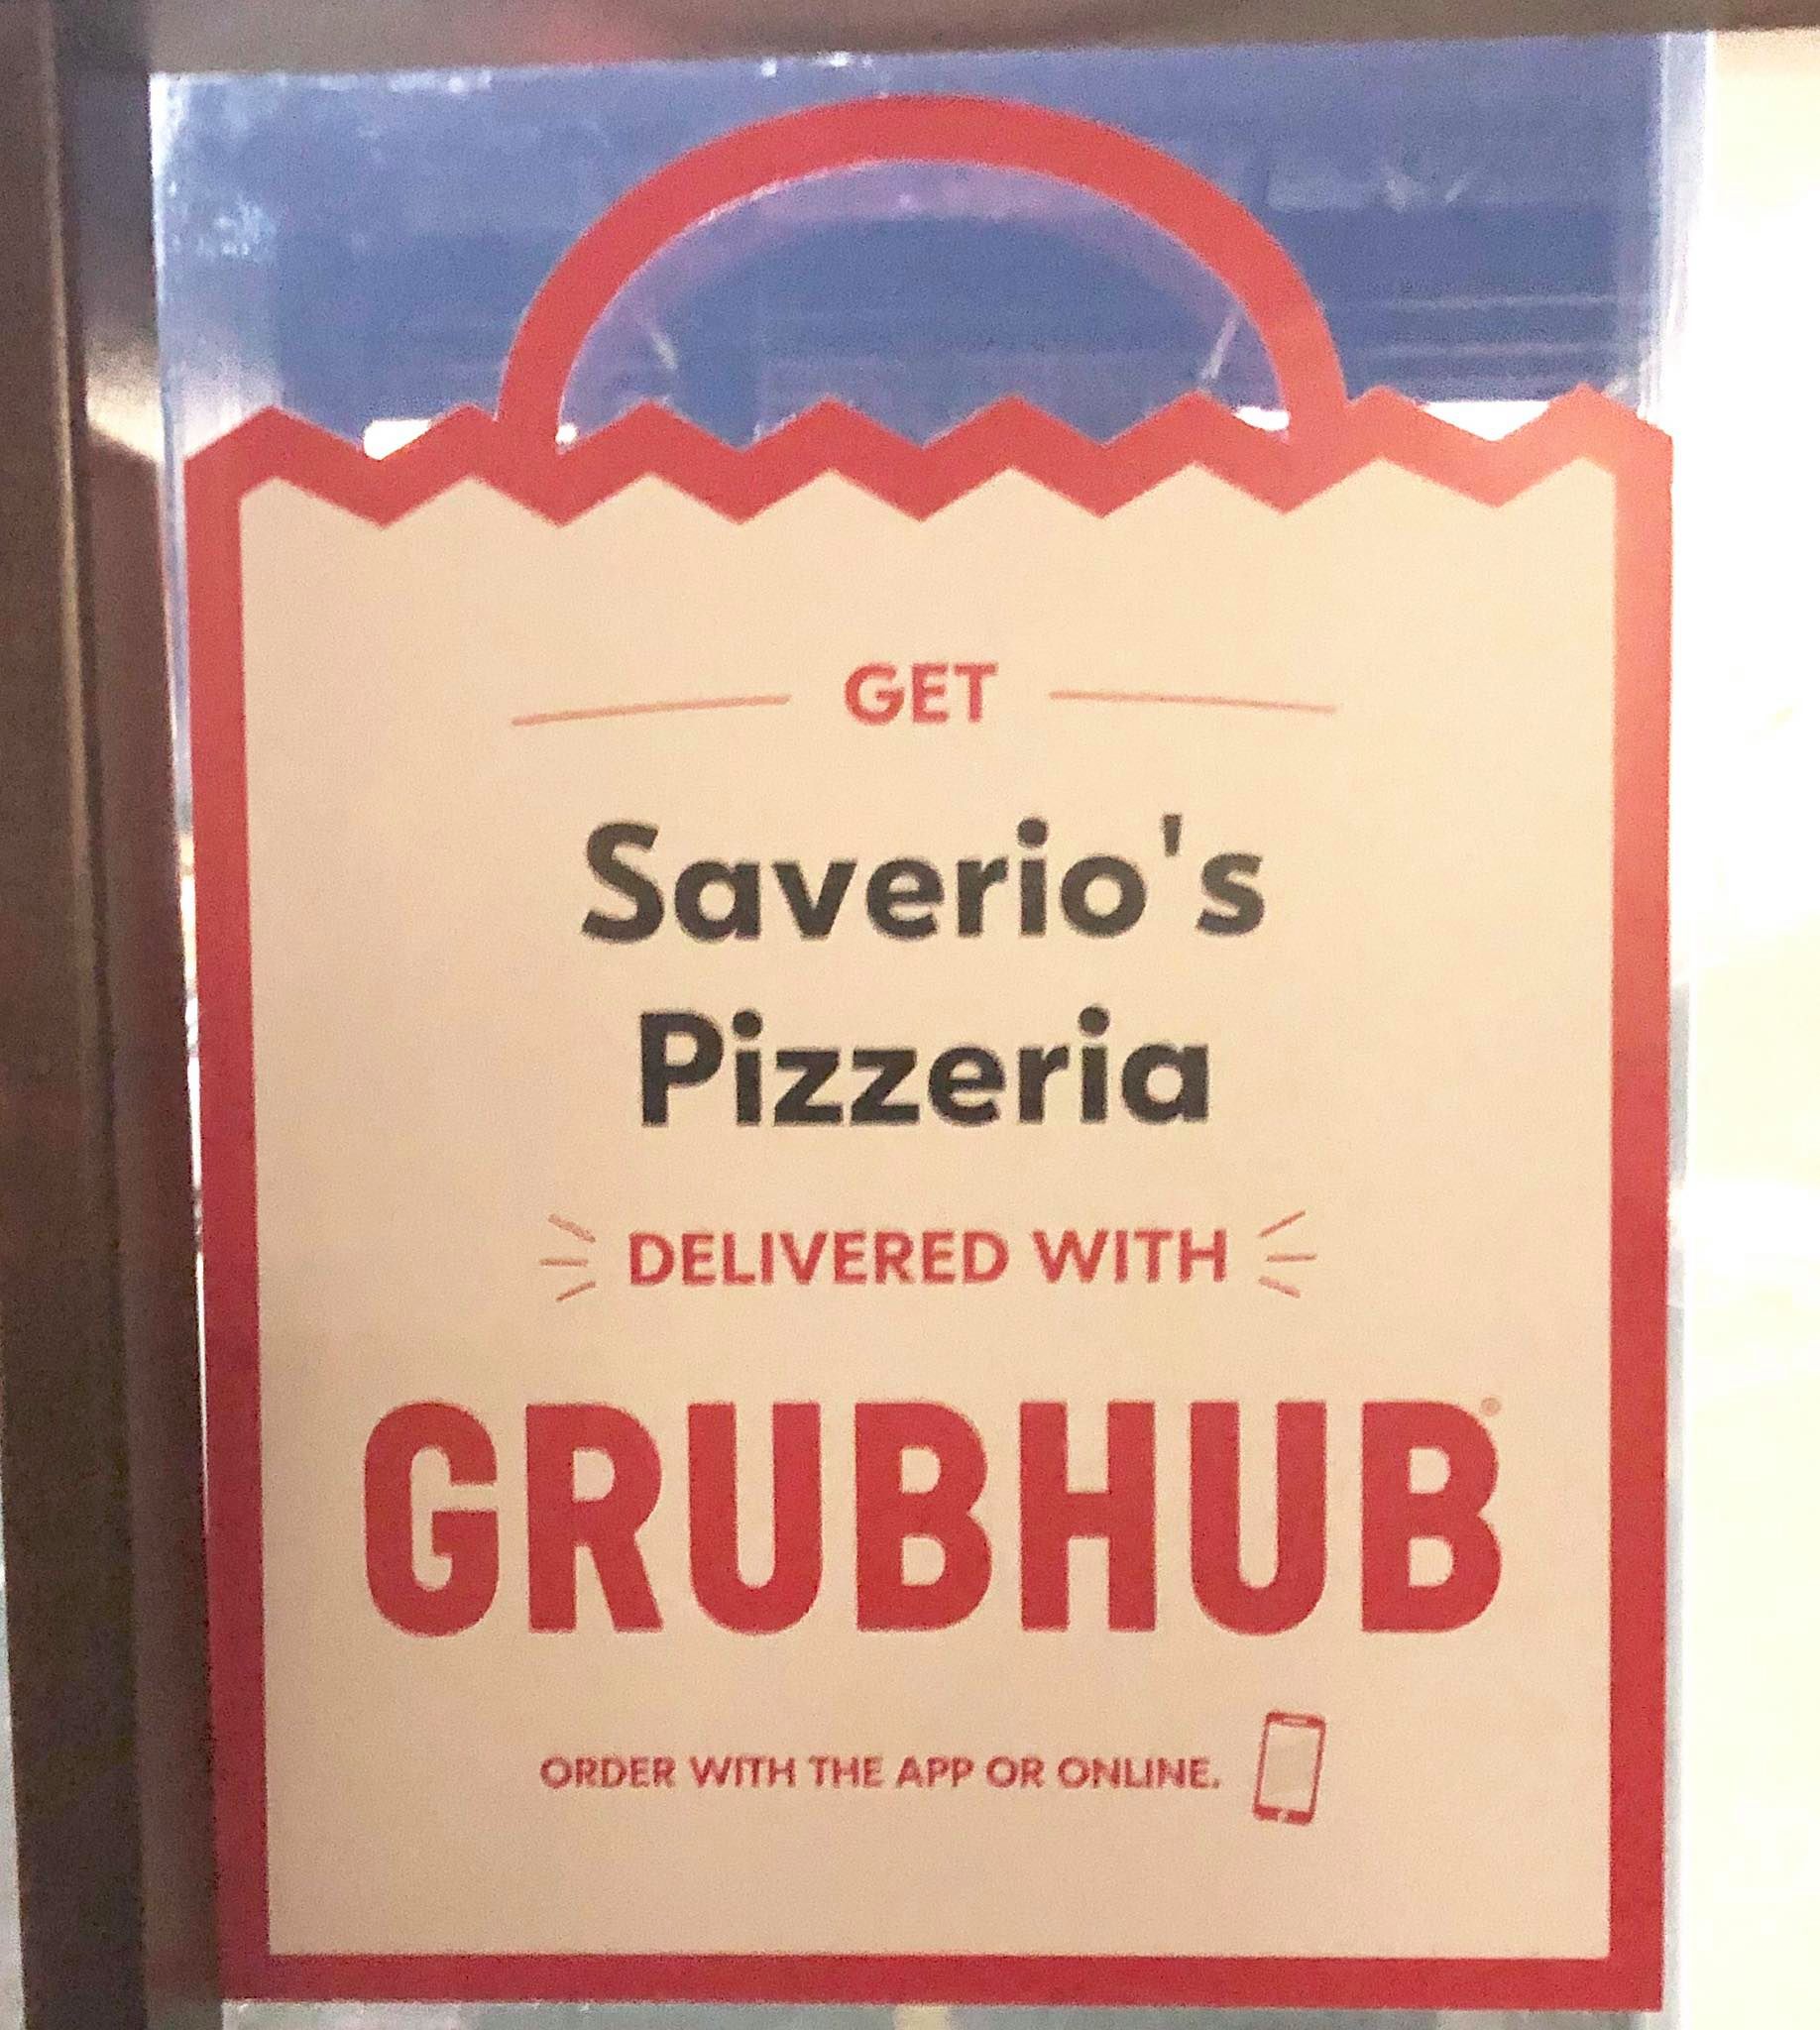 GET
Saverio's
Pizzeria
DELIVERED WITH
GRUBHUB
ORDER WITH THE APP OR ONLINE.